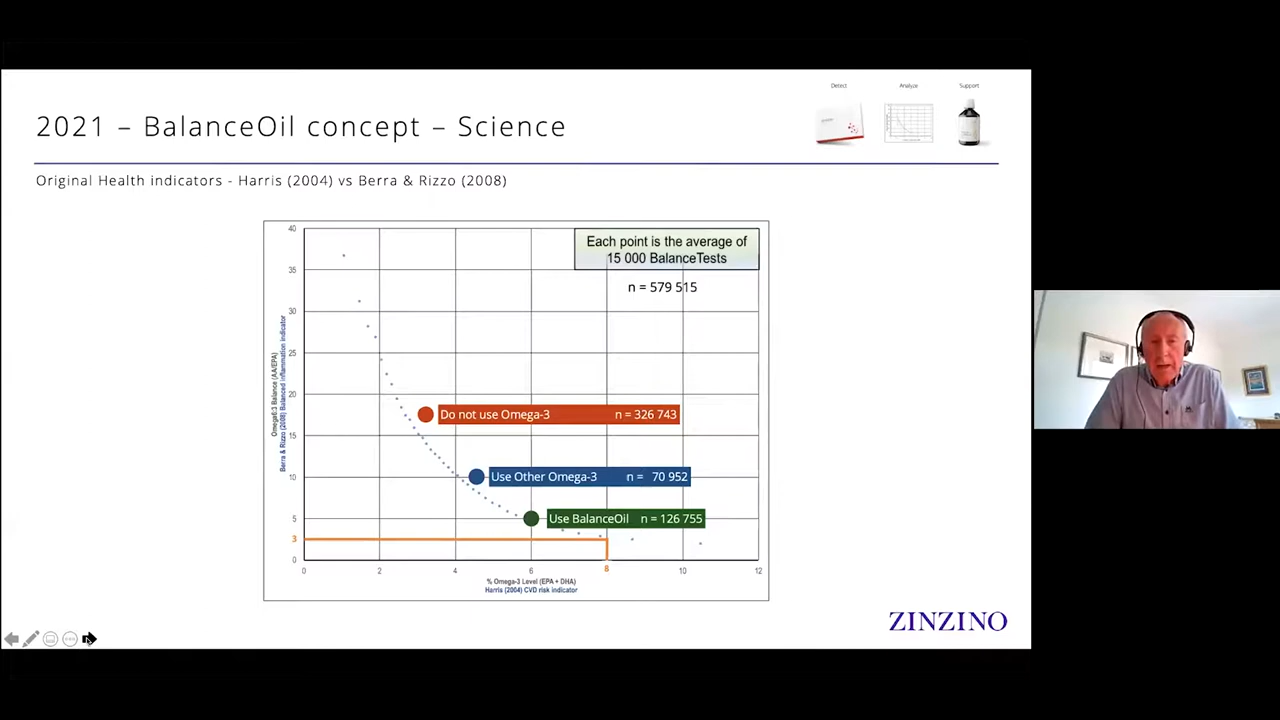 Detect
Analyze
Support
2021 – BalanceOil concept – Science
Original Health indicators - Harris (2004) vs Berra & Rizzo (2008)
Each point is the average of
15 000 BalanceTests
n = 579 515
Omega6:3 Balance (AA/EPA)
Berra & Rizzo (2008) Balanced inflammation indicator
40
35
30
25
20
15
10
5
3
0
Do not use Omega-3 n = 326 743
Use Other Omega-3 n = 70 952
Use BalanceOil n = 126 755
0 2 4 6 8 10 12
% Omega-3 Level (EPA + DHA)
Harris (2004) CVD risk indicator
ZINZINO